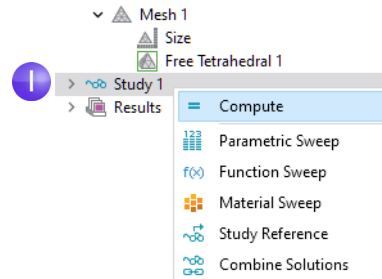 Mesh 1
Size
Free Tetrahedral 1
I
Study 1
Results
= Compute
123 Parametric Sweep
f(x) Function Sweep
Material Sweep
Study Reference
Combine Solutions